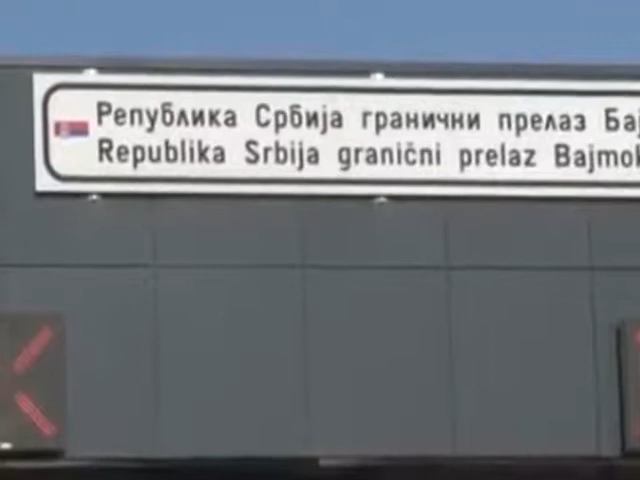 Република Србија гранични прелаз Бај
Republika Srbija granični prelaz Bajmok